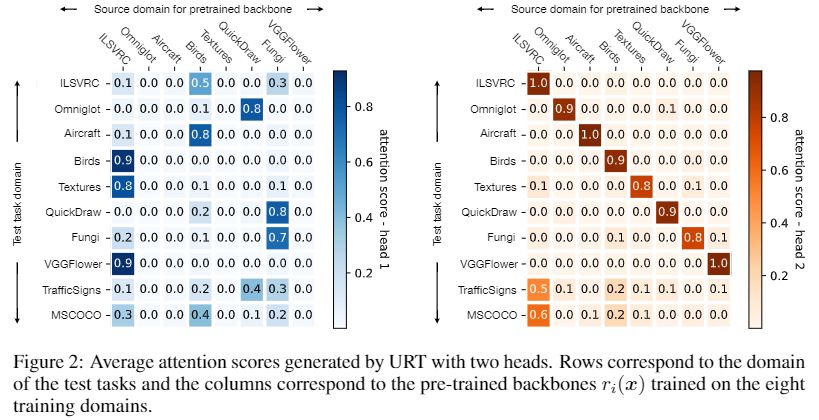 Source domain for pretrained backbone
ILSVRC Omniglot Aircraft Birds Textures QuickDraw Fungi VGGFlower
Test task domain
ILSVRC 0.1 0.0 0.0 0.5 0.0 0.0 0.3 0.0
Omniglot 0.0 0.0 0.0 0.1 0.0 0.8 0.0 0.0
Aircraft 0.1 0.0 0.0 0.8 0.0 0.0 0.0 0.0
Birds 0.9 0.0 0.0 0.0 0.0 0.0 0.0 0.0
Textures 0.8 0.0 0.0 0.1 0.0 0.0 0.1 0.0
QuickDraw 0.0 0.0 0.0 0.2 0.0 0.0 0.8 0.0
Fungi 0.2 0.0 0.0 0.1 0.0 0.0 0.7 0.0
VGGFlower 0.9 0.0 0.0 0.0 0.0 0.0 0.0 0.0
TrafficSigns 0.1 0.0 0.0 0.2 0.0 0.4 0.3 0.0
MSCOCO 0.3 0.0 0.0 0.4 0.0 0.1 0.2 0.0
0.8
0.6
0.4
0.2
attention score - head 1
Source domain for pretrained backbone
ILSVRC Omniglot Aircraft Birds Textures QuickDraw Fungi VGGFlower
Test task domain
ILSVRC 1.0 0.0 0.0 0.0 0.0 0.0 0.0 0.0
Omniglot 0.0 0.9 0.0 0.0 0.0 0.1 0.0 0.0
Aircraft 0.0 0.0 1.0 0.0 0.0 0.0 0.0 0.0
Birds 0.0 0.0 0.0 0.9 0.0 0.0 0.0 0.0
Textures 0.1 0.0 0.0 0.0 0.8 0.0 0.1 0.0
QuickDraw 0.0 0.0 0.0 0.0 0.0 0.9 0.0 0.0
Fungi 0.0 0.0 0.0 0.1 0.0 0.0 0.8 0.1
VGGFlower 0.0 0.0 0.0 0.0 0.0 0.0 0.0 1.0
TrafficSigns 0.5 0.1 0.0 0.2 0.1 0.1 0.0 0.1
MSCOCO 0.6 0.0 0.1 0.2 0.1 0.0 0.0 0.0
0.8
0.6
0.4
0.2
attention score - head 2
Figure 2: Average attention scores generated by URT with two heads. Rows correspond to the domain
of the test tasks and the columns correspond to the pre-trained backbones rᵢ(x) trained on the eight
training domains.